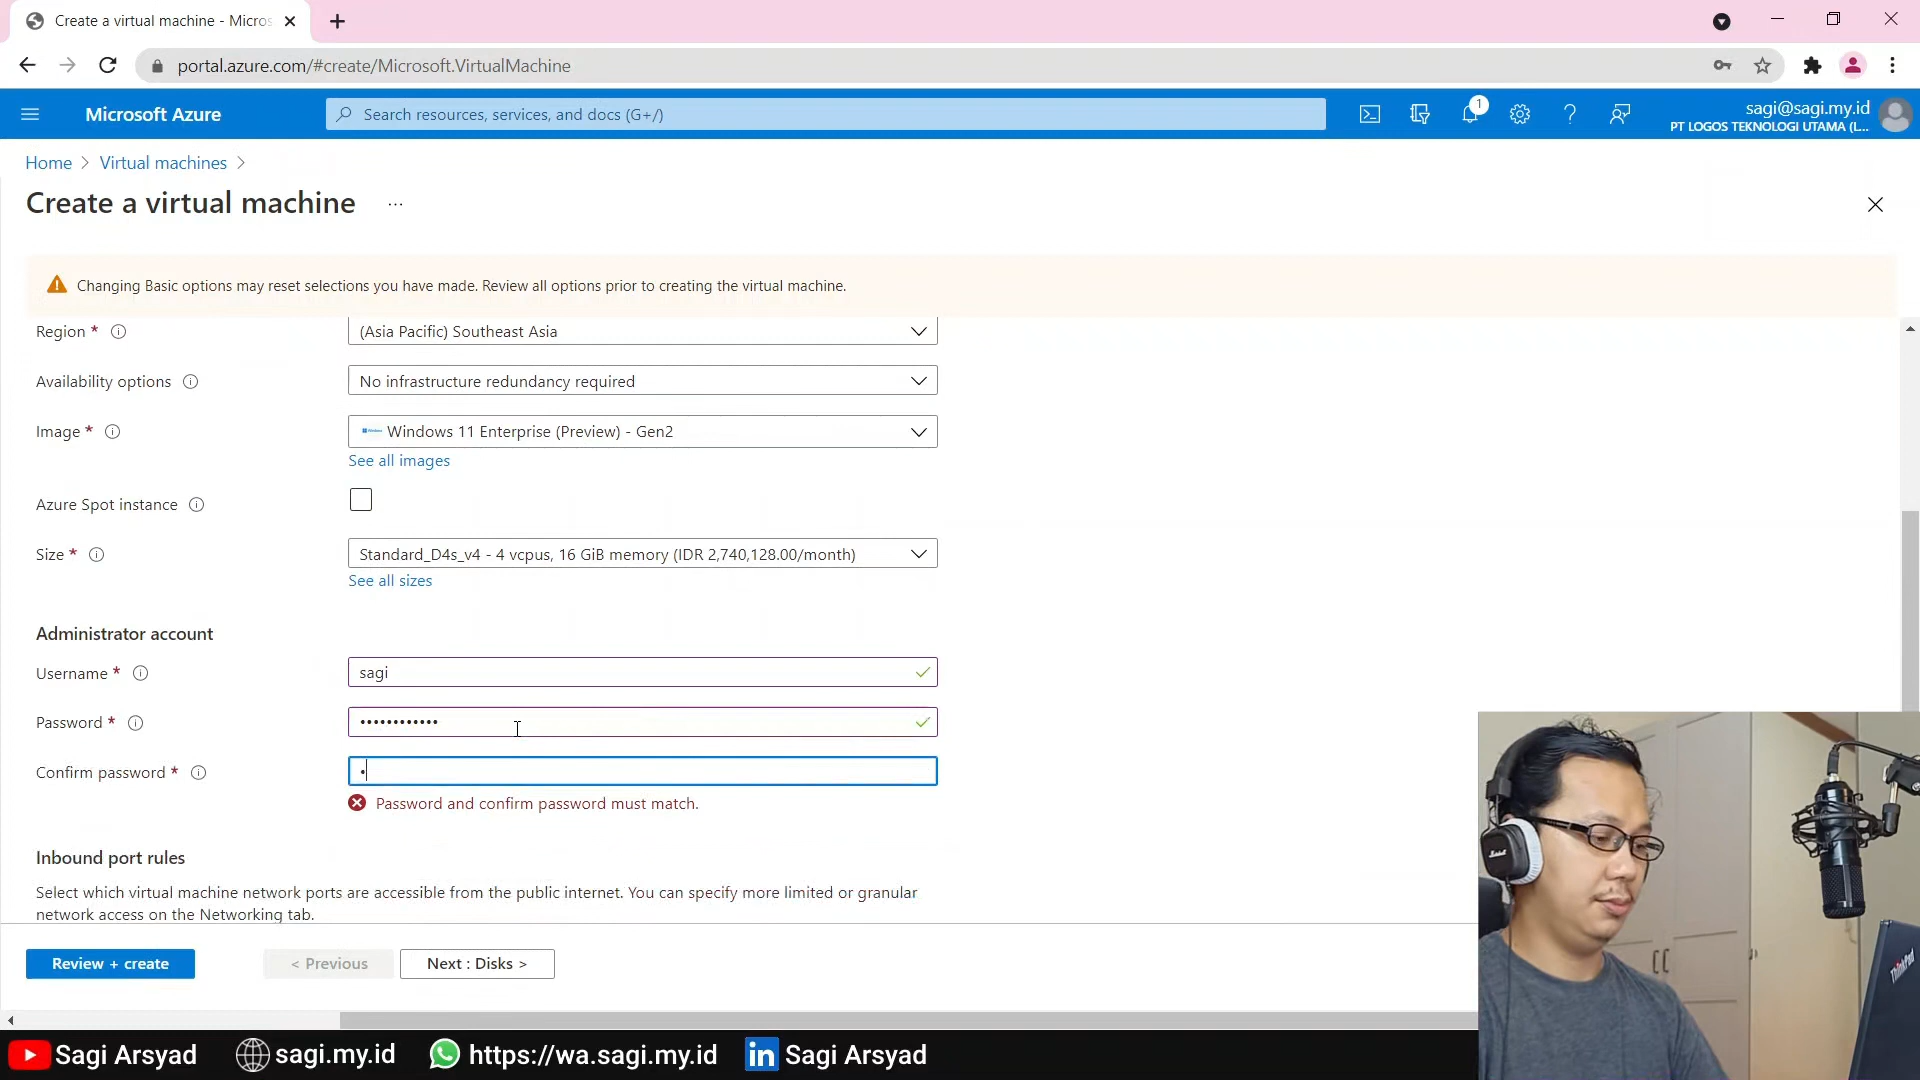 Create a virtual machine - Micros
portal.azure.com/#create/Microsoft.VirtualMachine
Microsoft Azure
Search resources, services, and docs (G+/)
1
sagi@sagi.my.id
PT LOGOS TEKNOLOGI UTAMA (L...
Home > Virtual machines >
Create a virtual machine ...
Changing Basic options may reset selections you have made. Review all options prior to creating the virtual machine.
Region *
(Asia Pacific) Southeast Asia
Availability options
No infrastructure redundancy required
Image *
Windows 11 Enterprise (Preview) - Gen2
See all images
Azure Spot instance
Size *
Standard_D4s_v4 - 4 vcpus, 16 GiB memory (IDR 2,740,128.00/month)
See all sizes
Administrator account
Username *
sagi
Password *
••••••••••••
Confirm password *
•
Password and confirm password must match.
Inbound port rules
Select which virtual machine network ports are accessible from the public internet. You can specify more limited or granular
network access on the Networking tab.
Review + create
< Previous
Next : Disks >
ThinkPad
Sagi Arsyad
sagi.my.id
https://wa.sagi.my.id
in
Sagi Arsyad